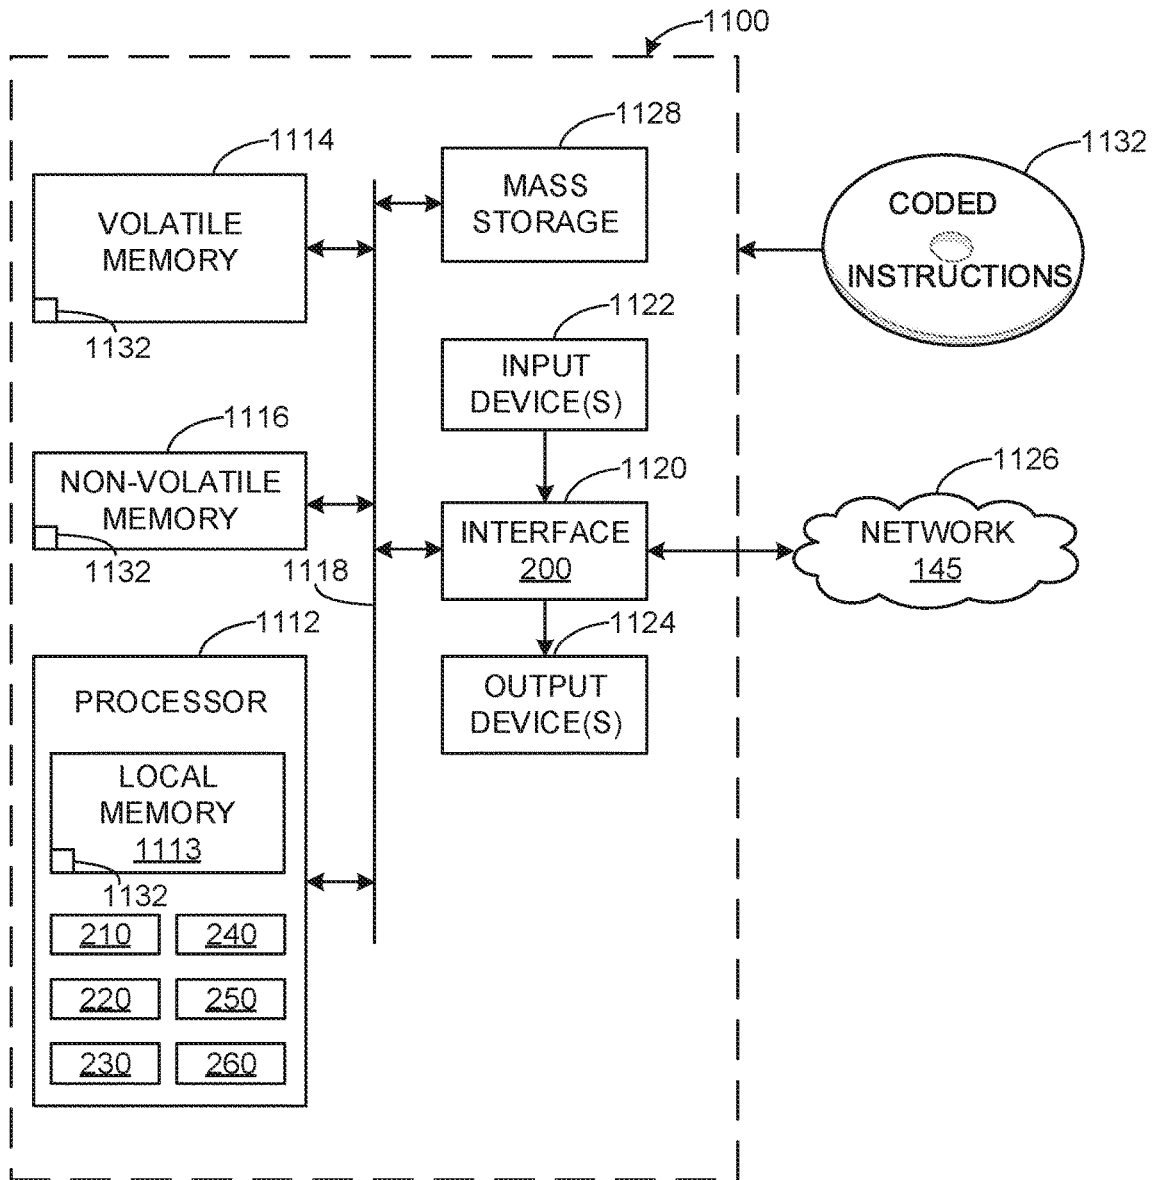 1100
1114
VOLATILE
MEMORY
1132
1128
MASS
STORAGE
1132
CODED
INSTRUCTIONS
1122
INPUT
DEVICE(S)
1116
NON-VOLATILE
MEMORY
1132
1118
1120
INTERFACE
200
1126
NETWORK
145
1124
OUTPUT
DEVICE(S)
1112
PROCESSOR
LOCAL
MEMORY
1113
1132
210
240
220
250
230
260